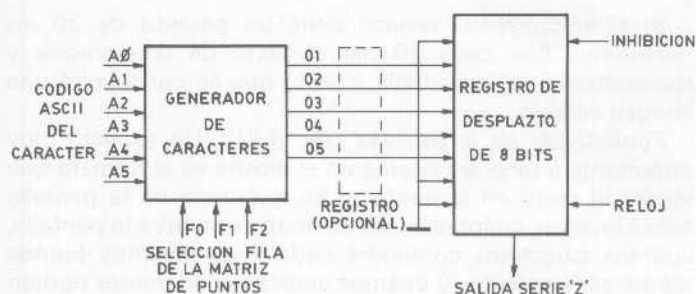 INHIBICION
CODIGO
ASCII
DEL
CARACTER
AØ
A1
A2
A3
A4
A5
GENERADOR
DE
CARACTERES
01
02
03
04
05
REGISTRO DE
DESPLAZTO.
DE 8 BITS
REGISTRO
(OPCIONAL)
RELOJ
F0 F1 F2
SELECCION FILA
DE LA MATRIZ
DE PUNTOS
SALIDA SERIE "Z"